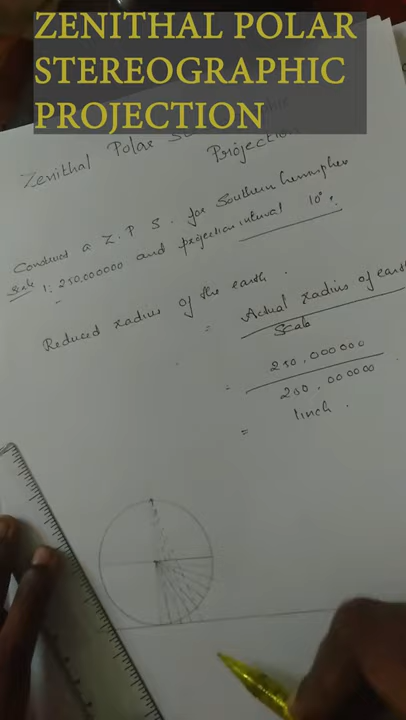 ZENITHAL POLAR
STEREOGRAPHIC
PROJECTION
Zenithal Polar
Projection
Construct a Z. P. S. for Southern hemisphere
Scale 1: 250,000000 and projection interval 10°.
Reduced radius of the earth.
= Actual radius of earth
Scale
= 250,000000
250,000000
= 1inch.